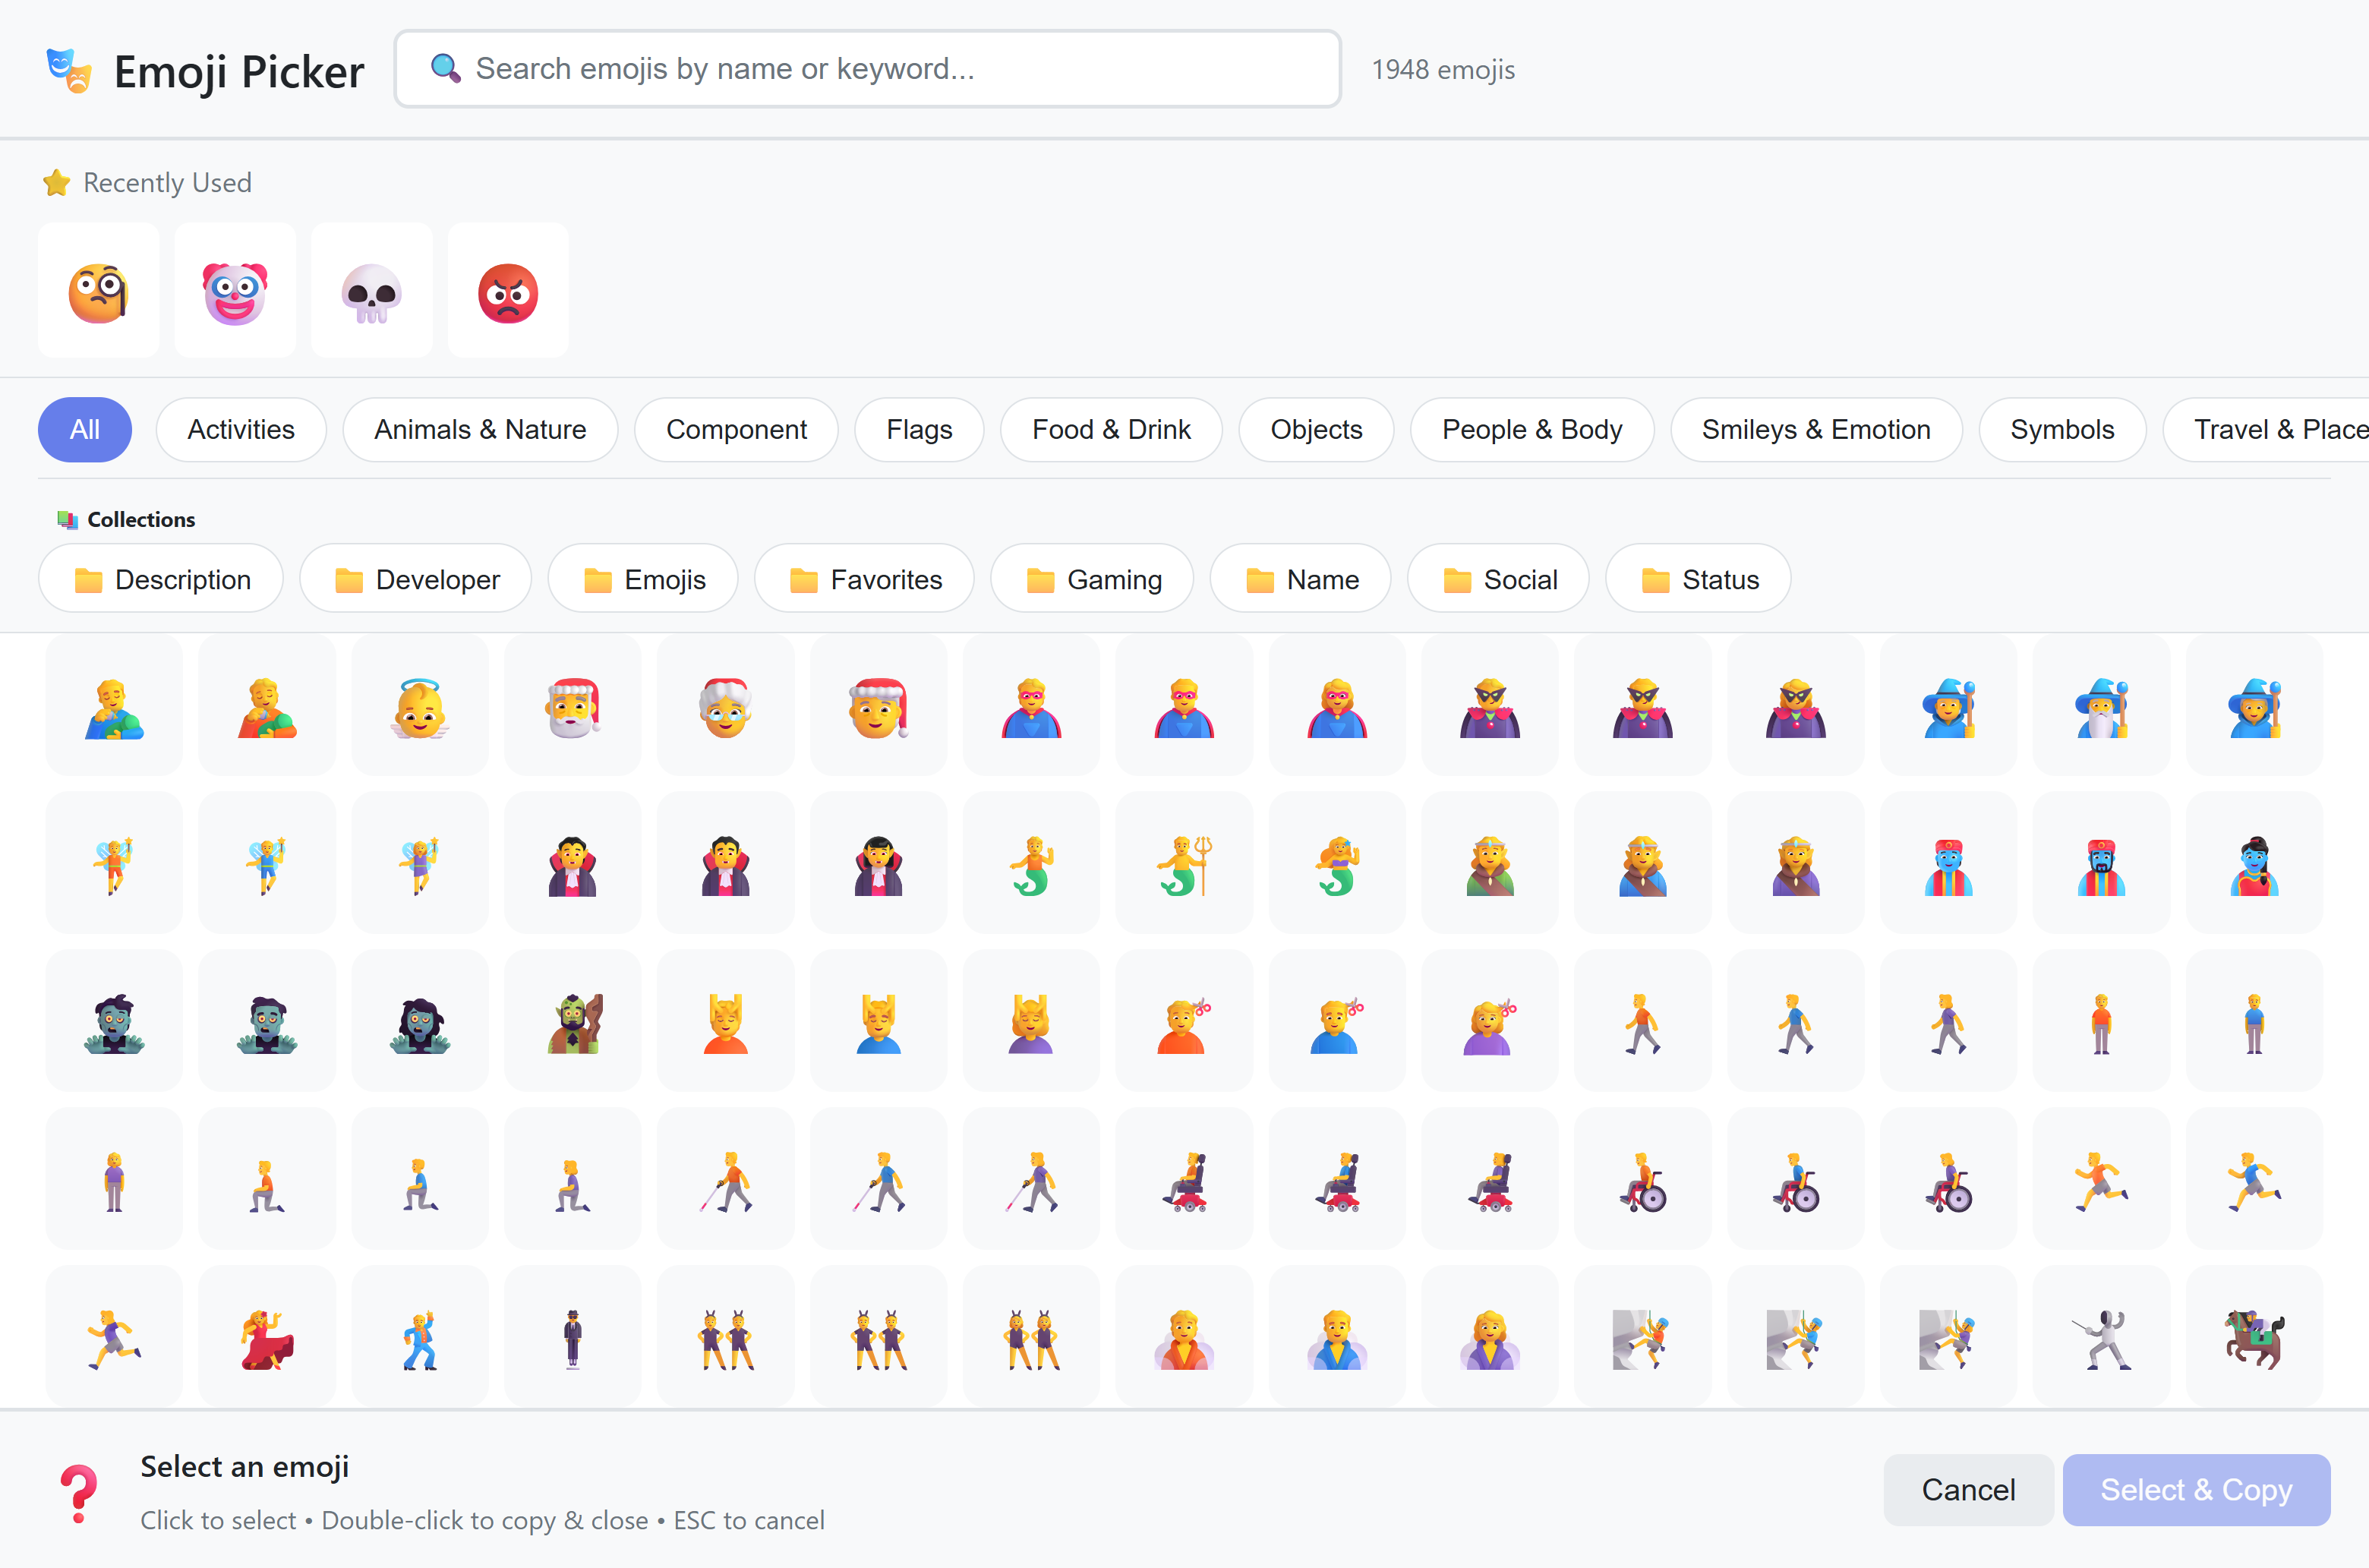 Emoji Picker
Search emojis by name or keyword...
1948 emojis
Recently Used
All
Activities
Animals & Nature
Component
Flags
Food & Drink
Objects
People & Body
Smileys & Emotion
Symbols
Travel & Place
Collections
Description
Developer
Emojis
Favorites
Gaming
Name
Social
Status
Select an emoji
Click to select • Double-click to copy & close • ESC to cancel
Cancel
Select & Copy